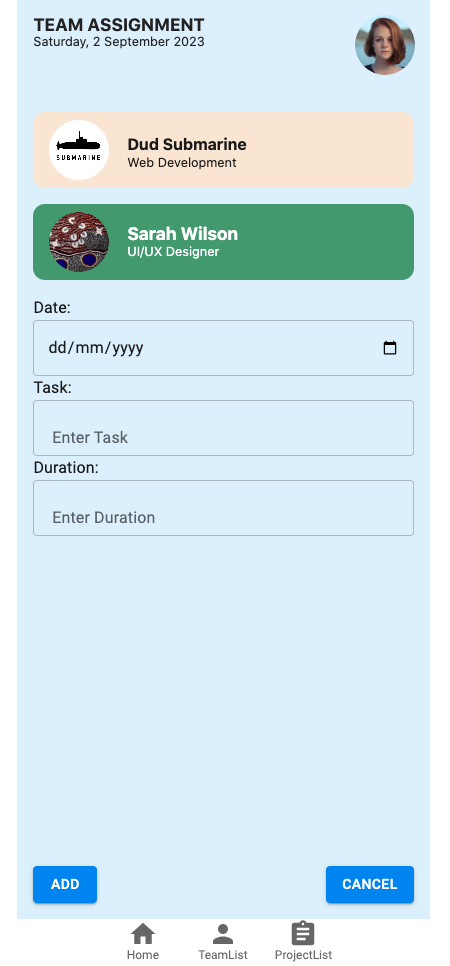 TEAM ASSIGNMENT
Saturday, 2 September 2023
SUBMARINE
Dud Submarine
Web Development
Sarah Wilson
UI/UX Designer
Date:
dd/mm/yyyy
Task:
Enter Task
Duration:
Enter Duration
ADD
CANCEL
Home
TeamList
ProjectList